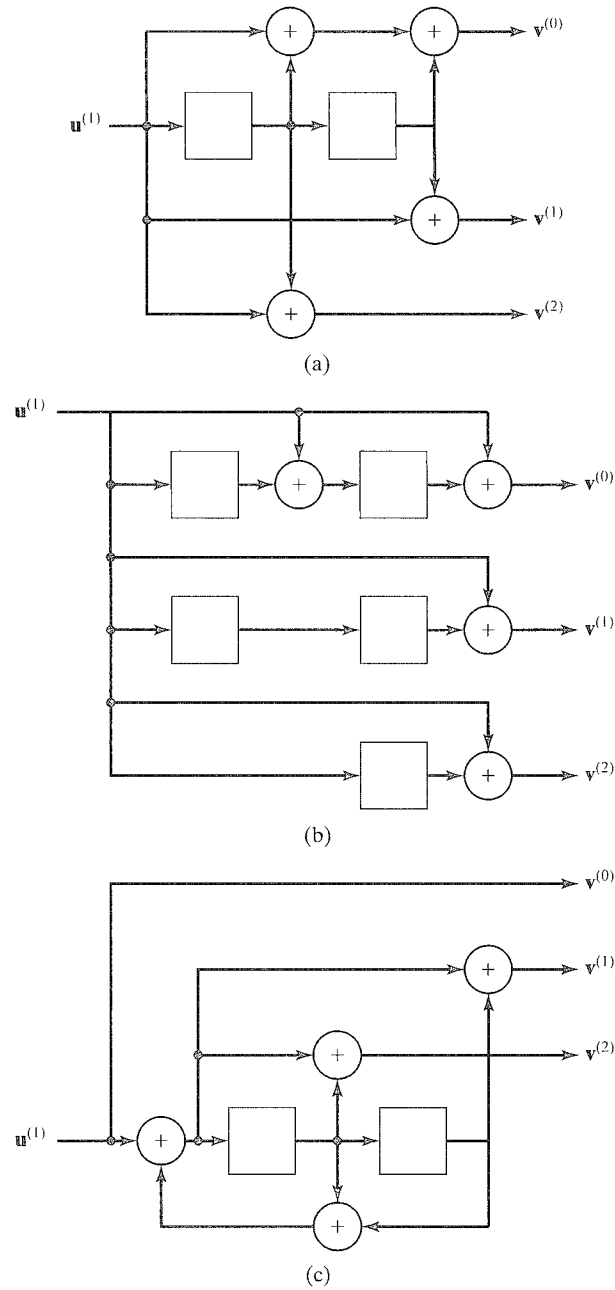 + + v⁽⁰⁾
u⁽¹⁾
+ v⁽¹⁾
+ v⁽²⁾
(a)
u⁽¹⁾
+ + v⁽⁰⁾
+ v⁽¹⁾
+ v⁽²⁾
(b)
v⁽⁰⁾
+ v⁽¹⁾
+ v⁽²⁾
u⁽¹⁾ +
+
(c)